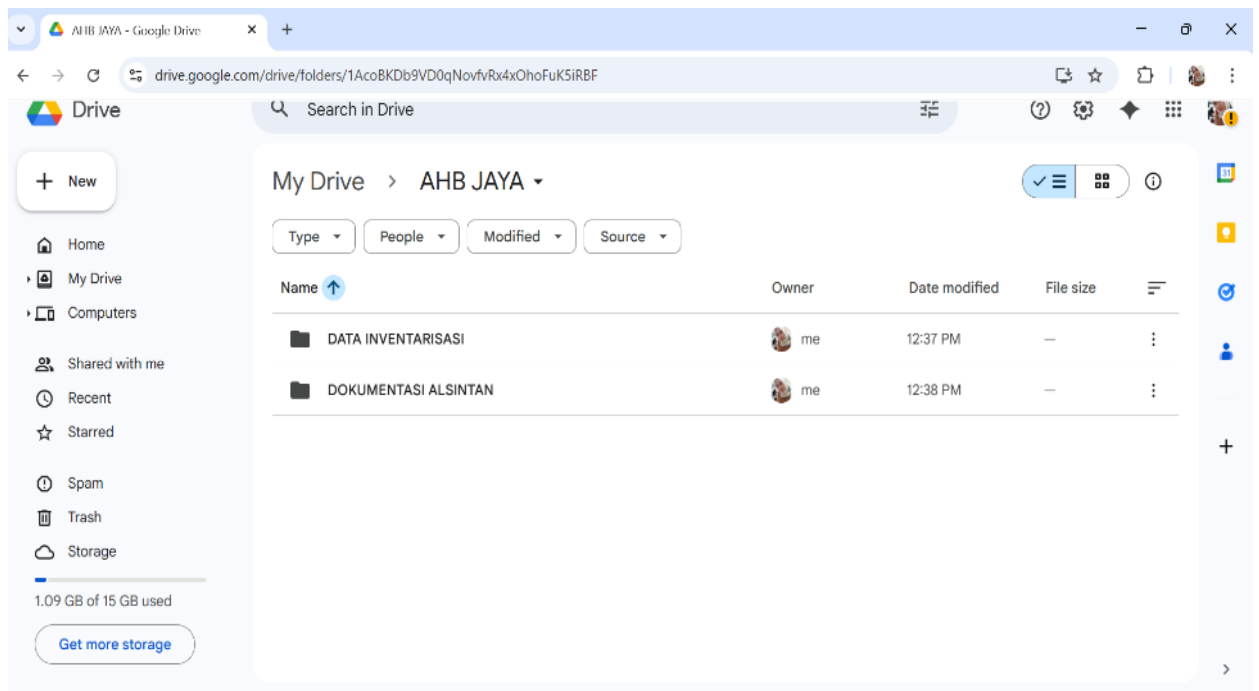 AHB JAYA - Google Drive
drive.google.com/drive/folders/1AcoBKDb9VD0qNovfvRx4xOhoFuK5iRBF
Drive
Search in Drive
New
My Drive > AHB JAYA
31
Type People Modified Source
Home
My Drive
Computers
Name Owner Date modified File size
DATA INVENTARISASI me 12:37 PM —
DOKUMENTASI ALSINTAN me 12:38 PM —
Shared with me
Recent
Starred
Spam
Trash
Storage
1.09 GB of 15 GB used
Get more storage